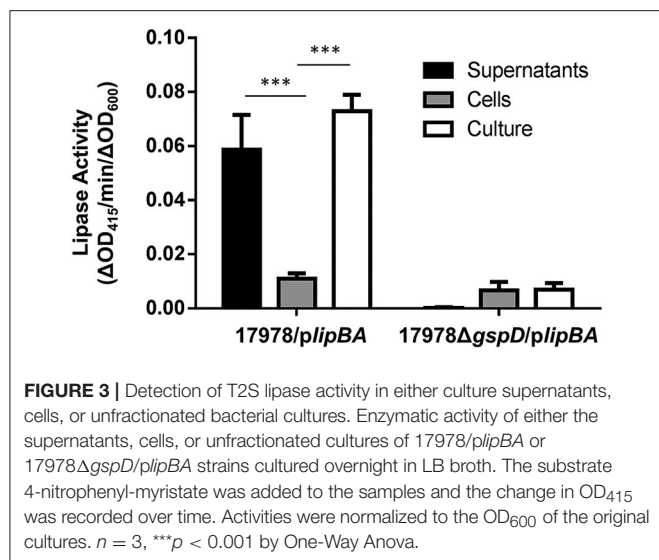 0.10
0.08
0.06
0.04
0.02
0.00
Lipase Activity
(ΔOD₄₁₅/min/ΔOD₆₀₀)
***
***
Supernatants
Cells
Culture
17978/plipBA
17978ΔgspD/plipBA
FIGURE 3 | Detection of T2S lipase activity in either culture supernatants,
cells, or unfractionated bacterial cultures. Enzymatic activity of either the
supernatants, cells, or unfractionated cultures of 17978/plipBA or
17978ΔgspD/plipBA strains cultured overnight in LB broth. The substrate
4-nitrophenyl-myristate was added to the samples and the change in OD₄₁₅
was recorded over time. Activities were normalized to the OD₆₀₀ of the original
cultures. n = 3, ***p < 0.001 by One-Way Anova.